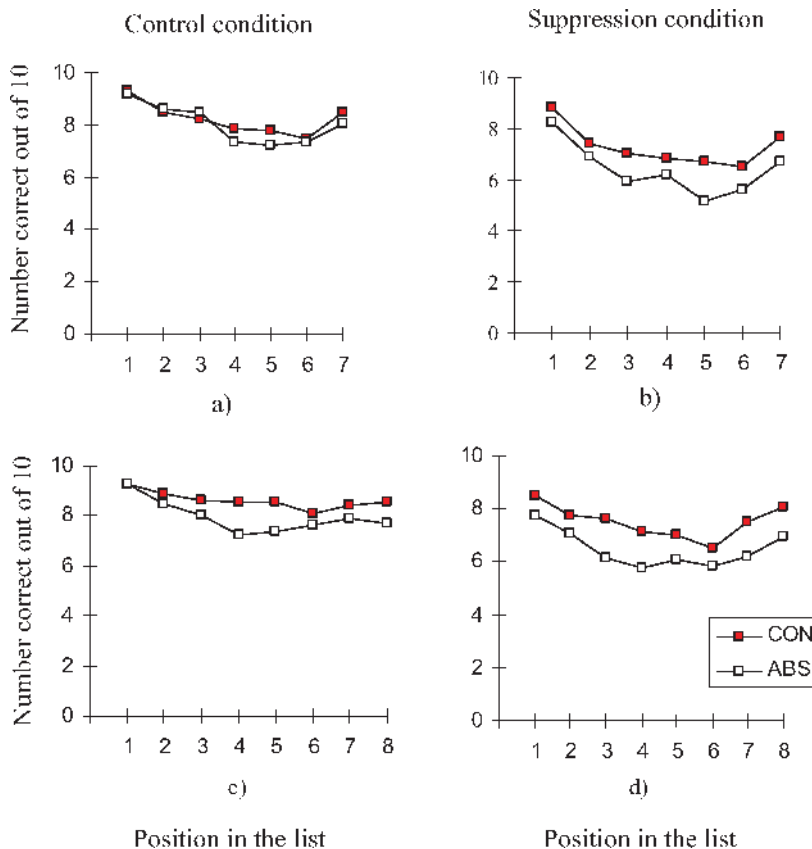 Control condition
Suppression condition
Number correct out of 10
10
8
6
4
2
0
1 2 3 4 5 6 7
a)
10
8
6
4
2
0
1 2 3 4 5 6 7
b)
Number correct out of 10
10
8
6
4
2
0
1 2 3 4 5 6 7 8
c)
10
8
6
4
2
0
1 2 3 4 5 6 7 8
d)
CON
ABS
Position in the list
Position in the list